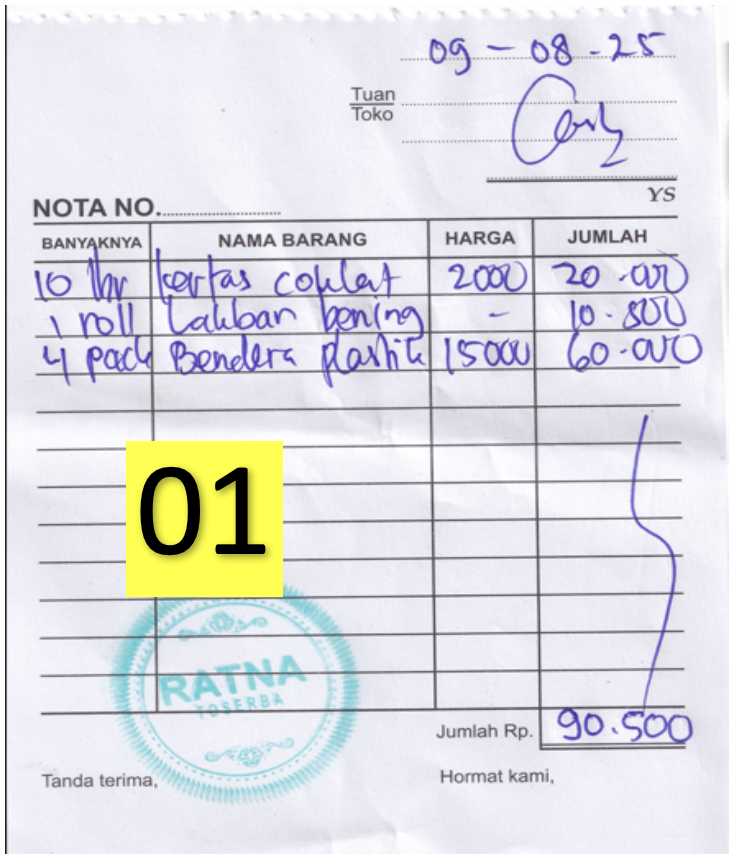 09 - 08 - 25
Tuan
Toko
Cash
YS
NOTA NO.
BANYAKNYA NAMA BARANG HARGA JUMLAH
10 lbr kertas coklat 2000 20.000
1 roll Lakban bening - 10.500
4 pack Bendera plastik 15000 60.000
01
RATNA
TOSERBA
Jumlah Rp. 90.500
Tanda terima, Hormat kami,